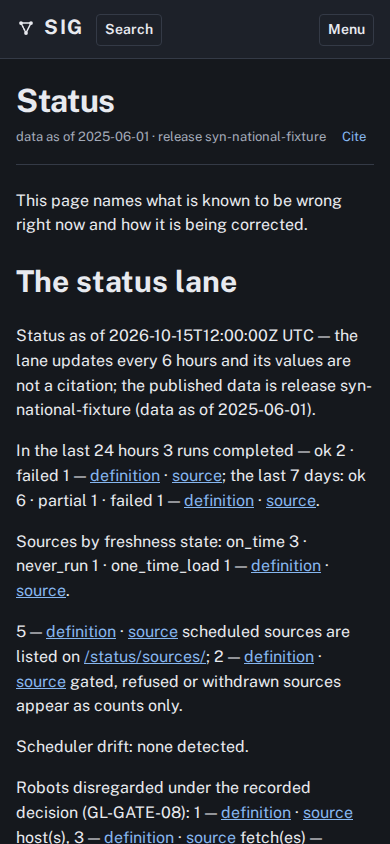 SIG Search Menu
Status
data as of 2025-06-01 · release syn-national-fixture Cite
This page names what is known to be wrong
right now and how it is being corrected.
The status lane
Status as of 2026-10-15T12:00:00Z UTC — the
lane updates every 6 hours and its values are
not a citation; the published data is release syn-
national-fixture (data as of 2025-06-01).
In the last 24 hours 3 runs completed — ok 2 ·
failed 1 — definition · source; the last 7 days: ok
6 · partial 1 · failed 1 — definition · source.
Sources by freshness state: on_time 3 ·
never_run 1 · one_time_load 1 — definition ·
source.
5 — definition · source scheduled sources are
listed on /status/sources/; 2 — definition ·
source gated, refused or withdrawn sources
appear as counts only.
Scheduler drift: none detected.
Robots disregarded under the recorded
decision (GL-GATE-08): 1 — definition · source
host(s), 3 — definition · source fetch(es) —